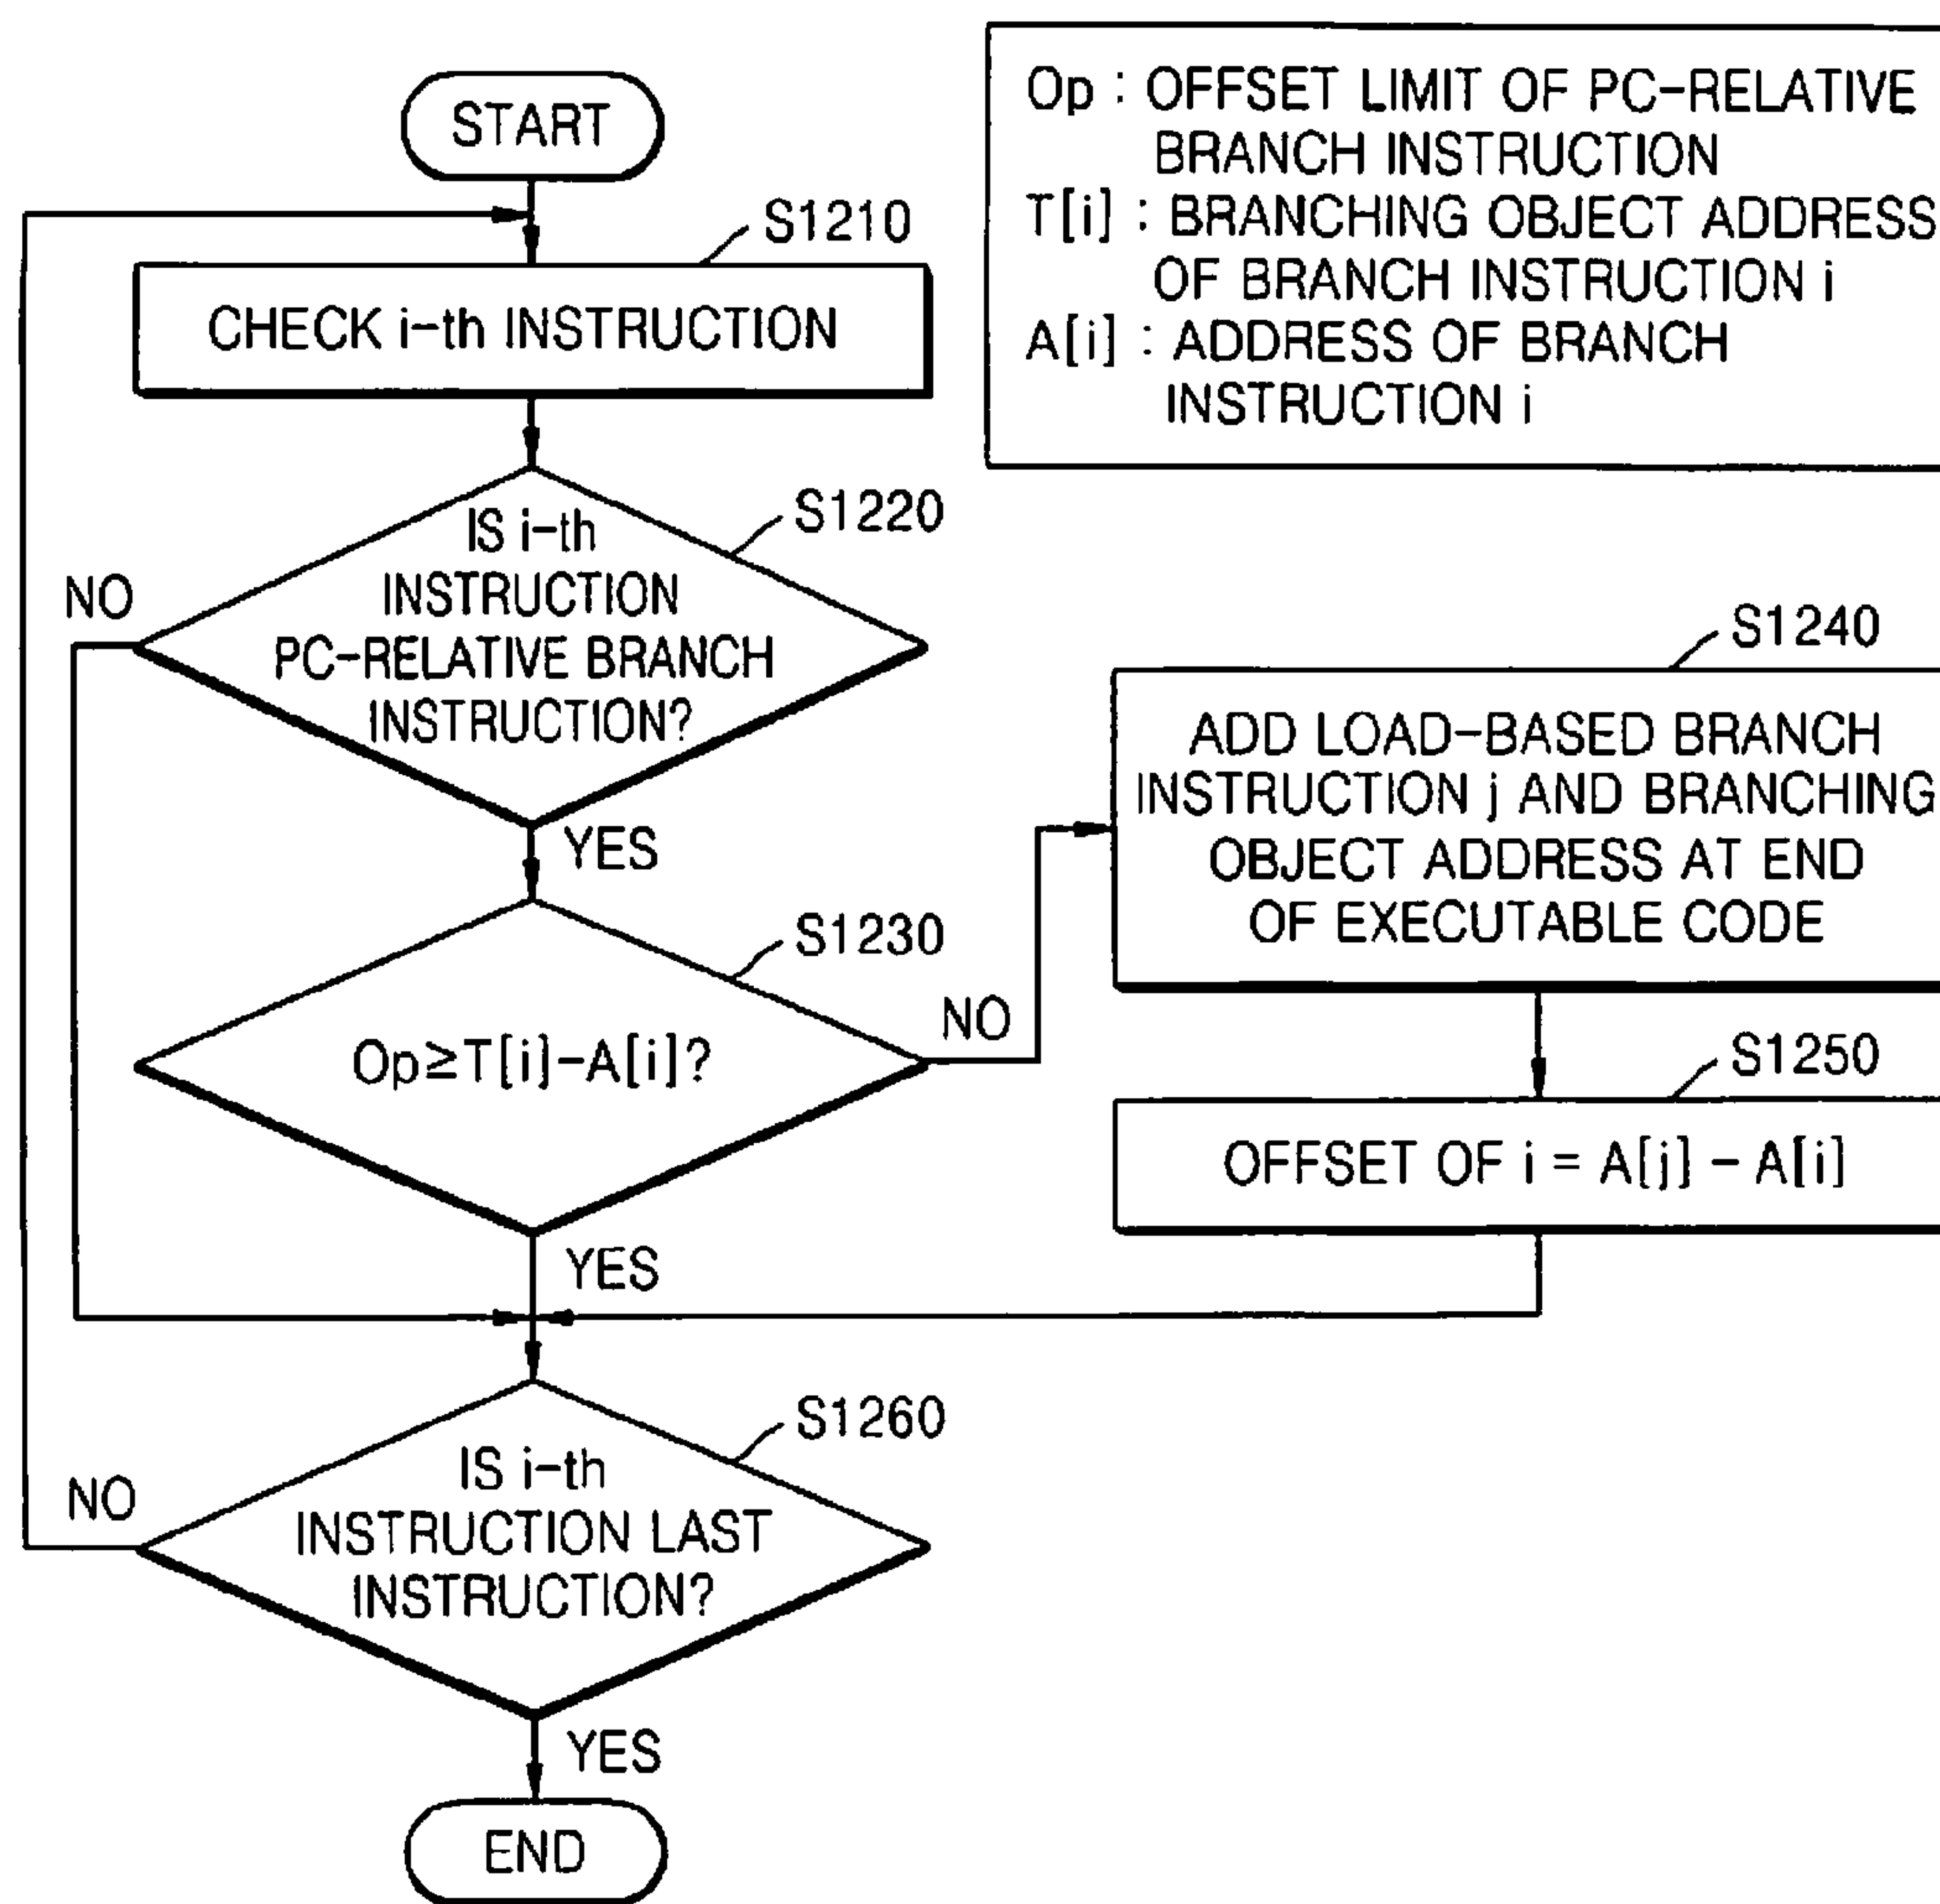 START
Op : OFFSET LIMIT OF PC-RELATIVE
BRANCH INSTRUCTION
T[i] : BRANCHING OBJECT ADDRESS
OF BRANCH INSTRUCTION i
A[i] : ADDRESS OF BRANCH
INSTRUCTION i
S1210
CHECK i-th INSTRUCTION
S1220
IS i-th
INSTRUCTION
PC-RELATIVE BRANCH
INSTRUCTION?
NO
YES
S1230
Op≥T[i]-A[i]?
NO
YES
S1240
ADD LOAD-BASED BRANCH
INSTRUCTION j AND BRANCHING
OBJECT ADDRESS AT END
OF EXECUTABLE CODE
S1250
OFFSET OF i = A[j] - A[i]
S1260
IS i-th
INSTRUCTION LAST
INSTRUCTION?
NO
YES
END